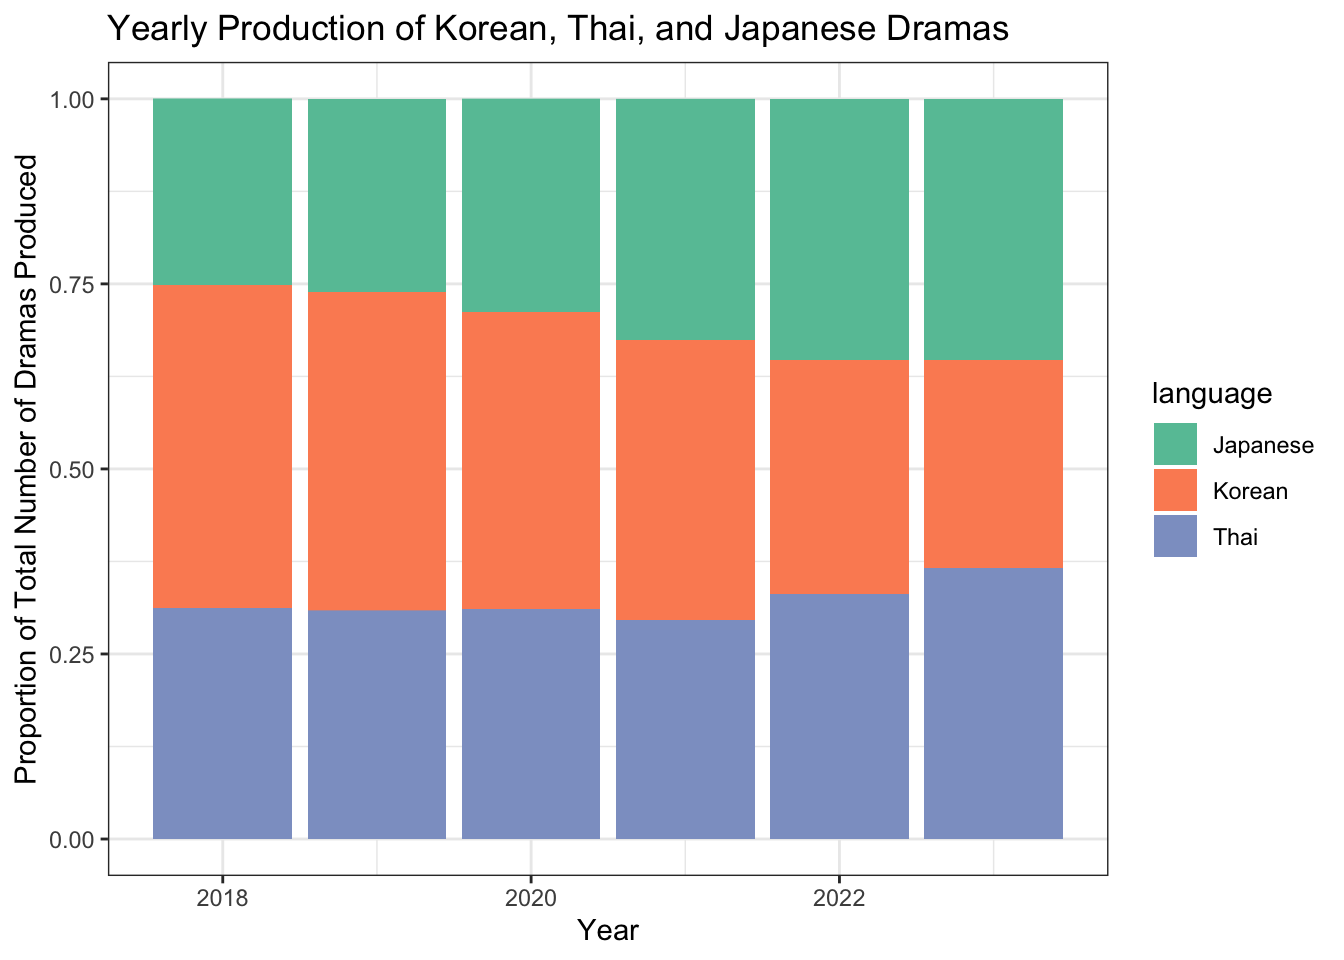 Yearly Production of Korean, Thai, and Japanese Dramas
Proportion of Total Number of Dramas Produced
1.00
0.75
0.50
0.25
0.00
2018
2020
2022
Year
language
Japanese
Korean
Thai